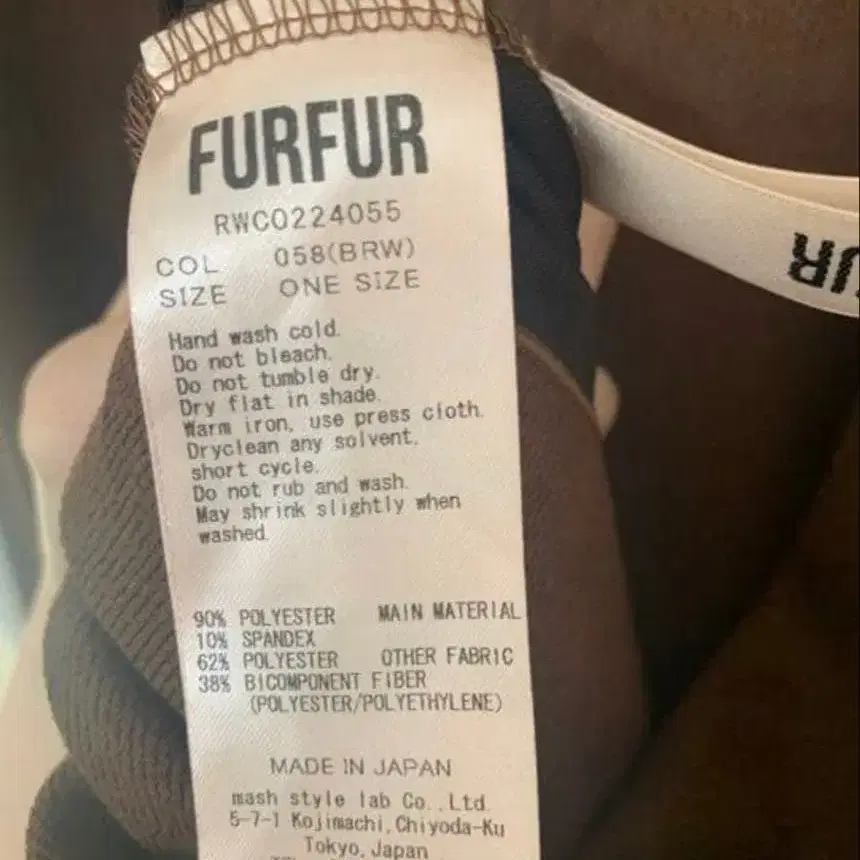 FURFUR
RWC0224055
COL 058(BRW)
SIZE ONE SIZE
Hand wash cold.
Do not bleach.
Do not tumble dry.
Dry flat in shade.
Warm iron, use press cloth.
Dryclean any solvent,
short cycle.
Do not rub and wash.
May shrink slightly when
washed.
90% POLYESTER MAIN MATERIAL
10% SPANDEX
62% POLYESTER OTHER FABRIC
38% BICOMPONENT FIBER
(POLYESTER/POLYETHYLENE)
MADE IN JAPAN
mash style lab Co.,Ltd.
5-7-1 Kojimachi,Chiyoda-Ku
Tokyo,Japan
UR